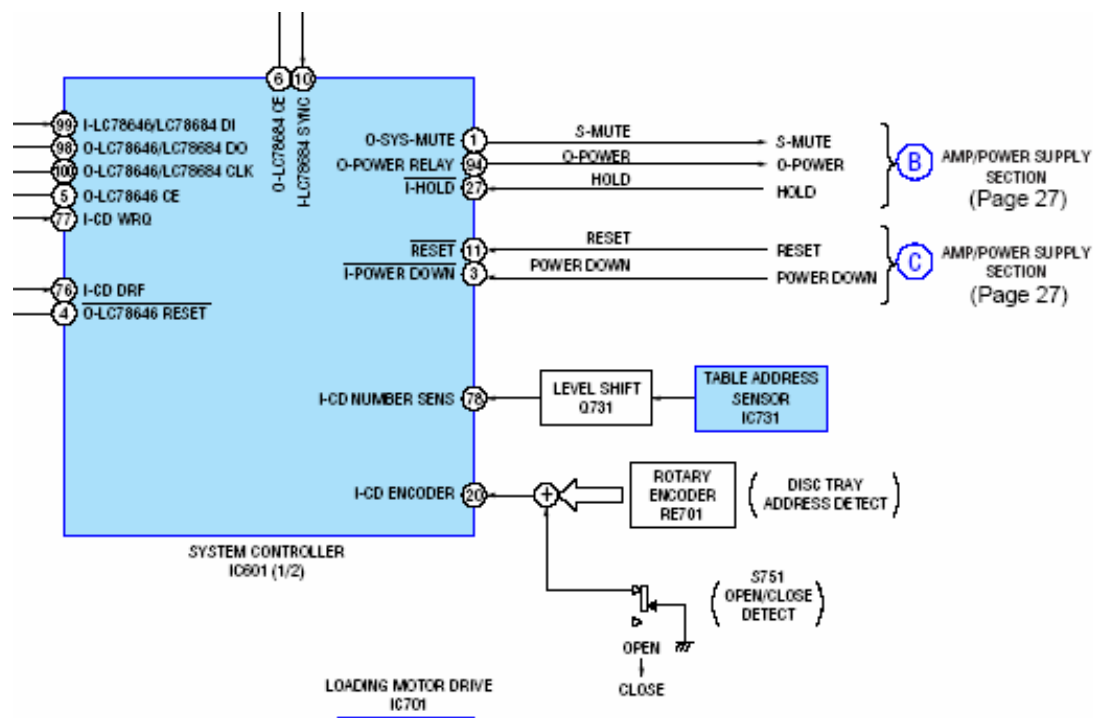 6
10
O-LC78684 CE
I-LC78684 SYNC
99 I-LC78646/LC78684 DI
98 O-LC78646/LC78684 DO
100 O-LC78646/LC78684 CLK
5 O-LC78646 CE
77 I-CD WRQ
76 I-CD DRF
4 O-LC78646 RESET
O-SYS-MUTE 1 S-MUTE S-MUTE
O-POWER RELAY 94 O-POWER O-POWER
I-HOLD 27 HOLD HOLD
B
AMP/POWER SUPPLY
SECTION
(Page 27)
RESET 11 RESET RESET
I-POWER DOWN 3 POWER DOWN POWER DOWN
C
AMP/POWER SUPPLY
SECTION
(Page 27)
I-CD NUMBER SENS 78
LEVEL SHIFT
Q731
TABLE ADDRESS
SENSOR
IC731
I-CD ENCODER 20
+
ROTARY
ENCODER
RE701
( DISC TRAY
ADDRESS DETECT )
SYSTEM CONTROLLER
IC601 (1/2)
( S751
OPEN/CLOSE
DETECT )
OPEN
CLOSE
LOADING MOTOR DRIVE
IC701